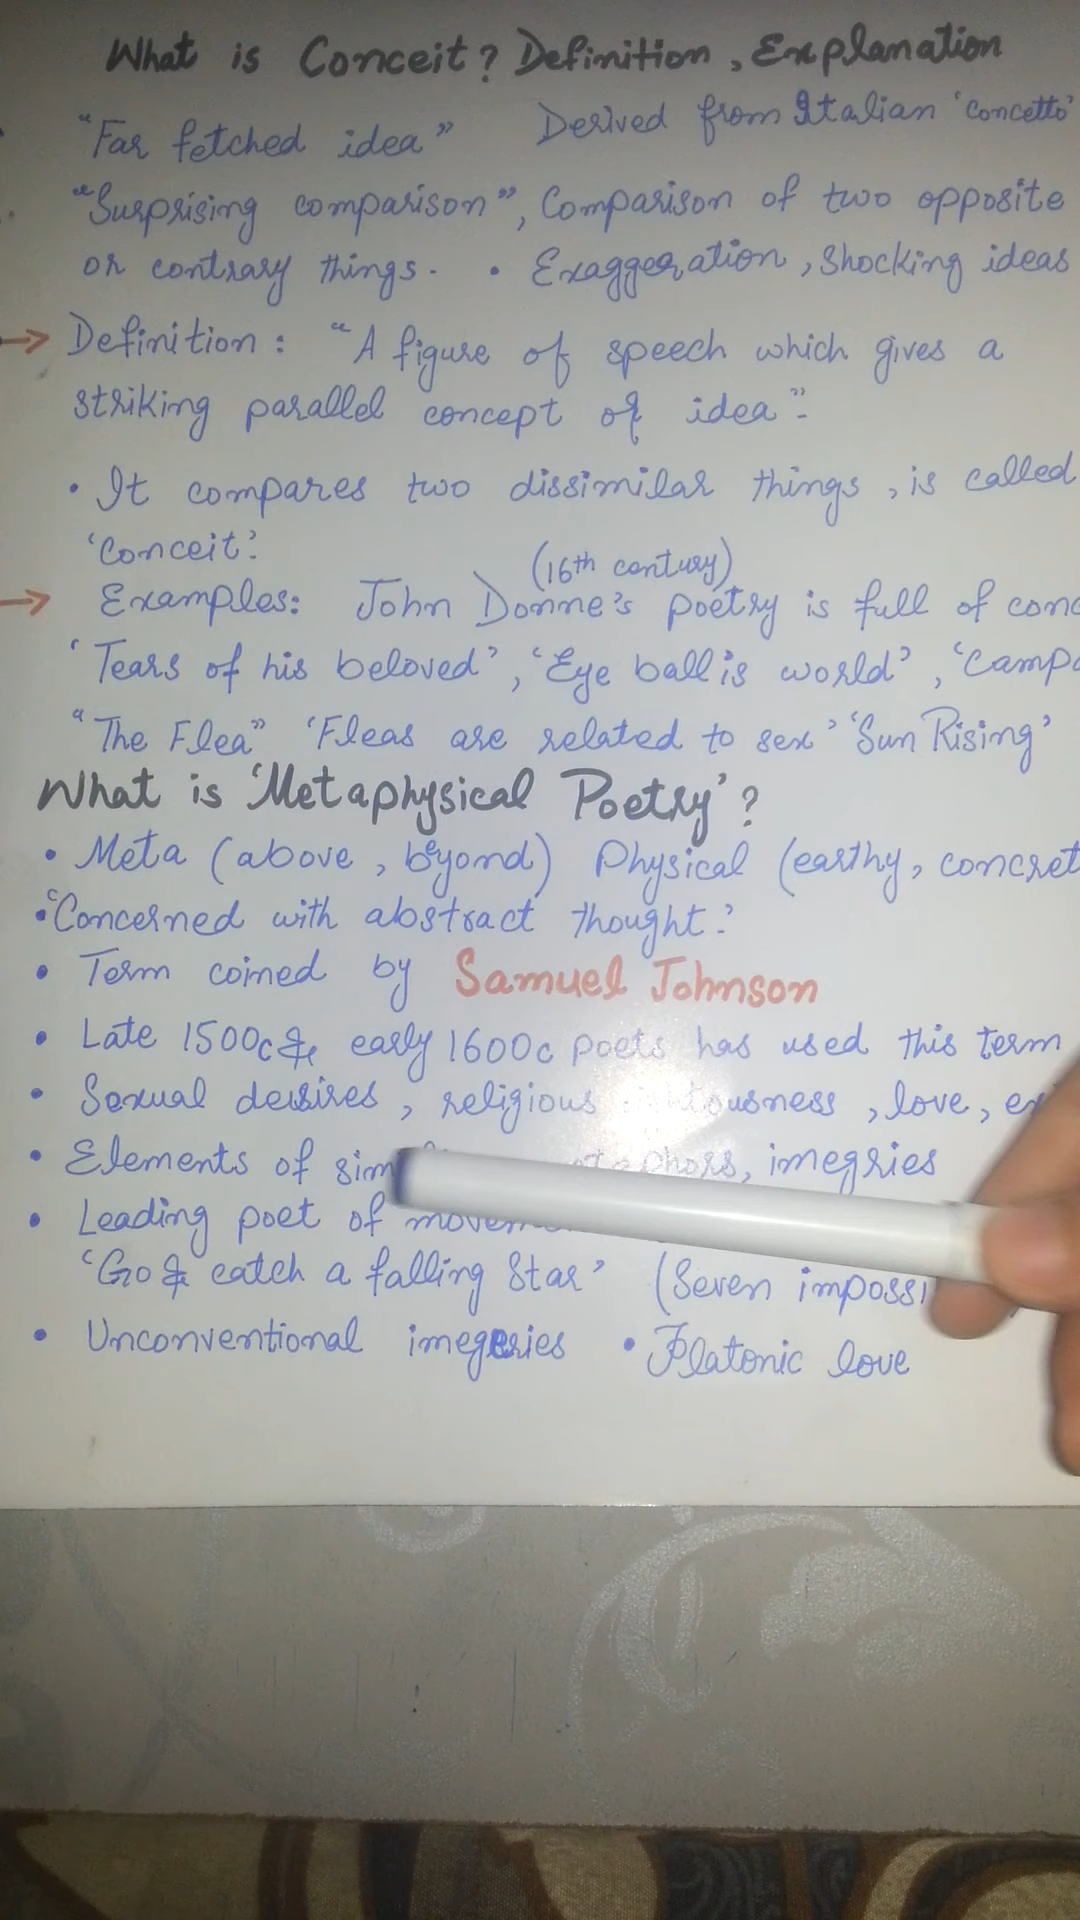 What is Conceit? Definition, Explanation
"Far fetched idea" Derived from Italian 'concetto'
"Surprising comparison", Comparison of two opposite
or contrary things. • Exaggeration, Shocking ideas
→ Definition: "A figure of speech which gives a
striking parallel concept of idea".
• It compares two dissimilar things, is called
'Conceit'.
(16th century)
→ Examples: John Donne's poetry is full of conc
'Tears of his beloved', 'Eye ball is world', 'Camp
"The Flea" 'Fleas are related to sex' 'Sun Rising'
What is 'Metaphysical Poetry'?
• Meta (above, beyond) Physical (earthy, concret
• 'Concerned with abstract thought.'
• Term coined by Samuel Johnson
• Late 1500c & early 1600c poets has used this term
• Sexual desires, religious, love,
• Elements of imegries
• Leading poet of
'Go & catch a falling Star' (Seven impossi
• Unconventional imegeries • Platonic love